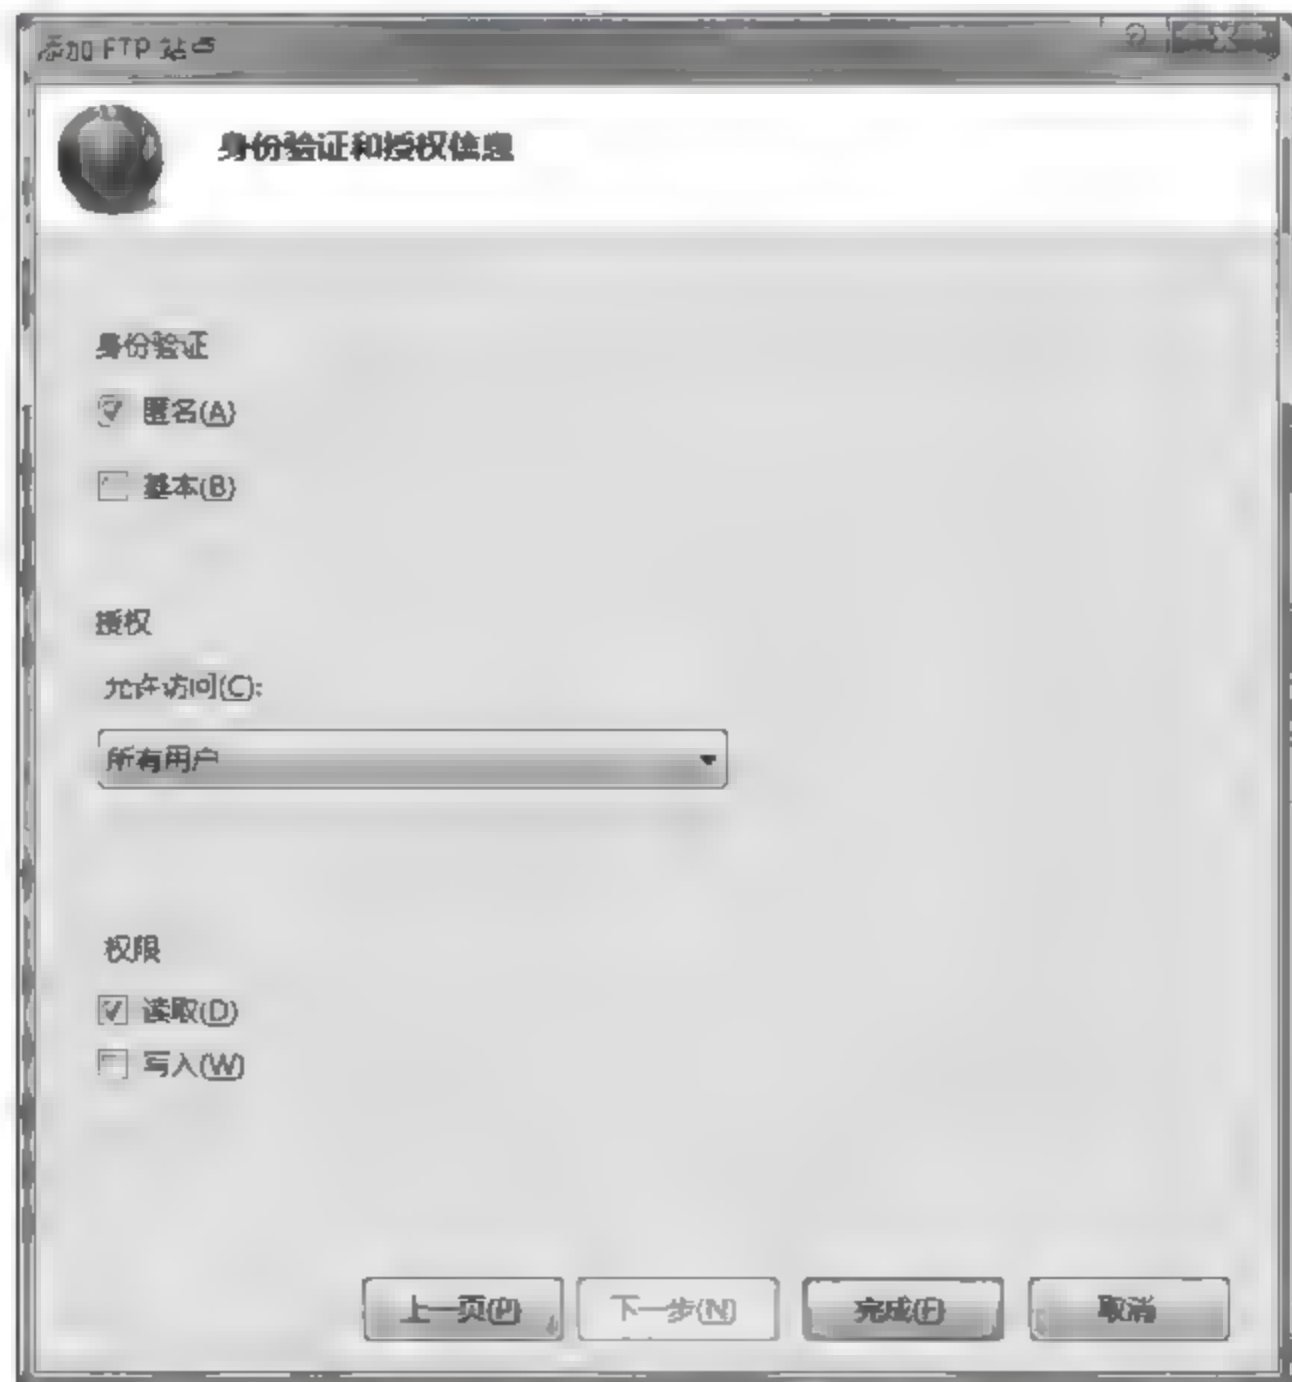 添加 FTP 站点
身份验证和授权信息
身份验证
匿名(A)
基本(B)
授权
允许访问(C):
所有用户
权限
读取(D)
写入(W)
上一页(P) 下一步(N) 完成(F) 取消